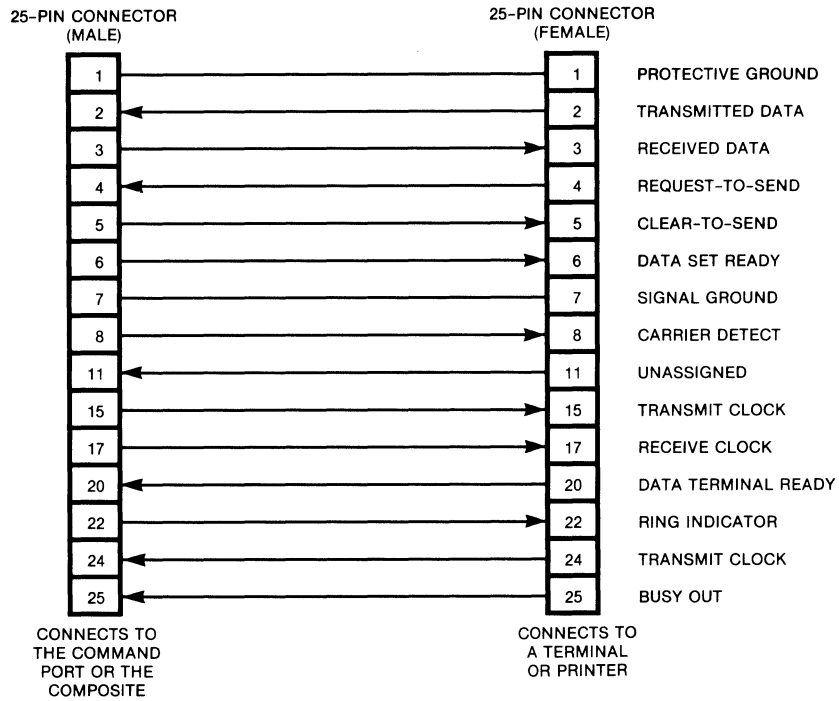 25-PIN CONNECTOR
(MALE)
25-PIN CONNECTOR
(FEMALE)
1 1 PROTECTIVE GROUND
2 2 TRANSMITTED DATA
3 3 RECEIVED DATA
4 4 REQUEST-TO-SEND
5 5 CLEAR-TO-SEND
6 6 DATA SET READY
7 7 SIGNAL GROUND
8 8 CARRIER DETECT
11 11 UNASSIGNED
15 15 TRANSMIT CLOCK
17 17 RECEIVE CLOCK
20 20 DATA TERMINAL READY
22 22 RING INDICATOR
24 24 TRANSMIT CLOCK
25 25 BUSY OUT
CONNECTS TO
THE COMMAND
PORT OR THE
COMPOSITE
CONNECTS TO
A TERMINAL
OR PRINTER